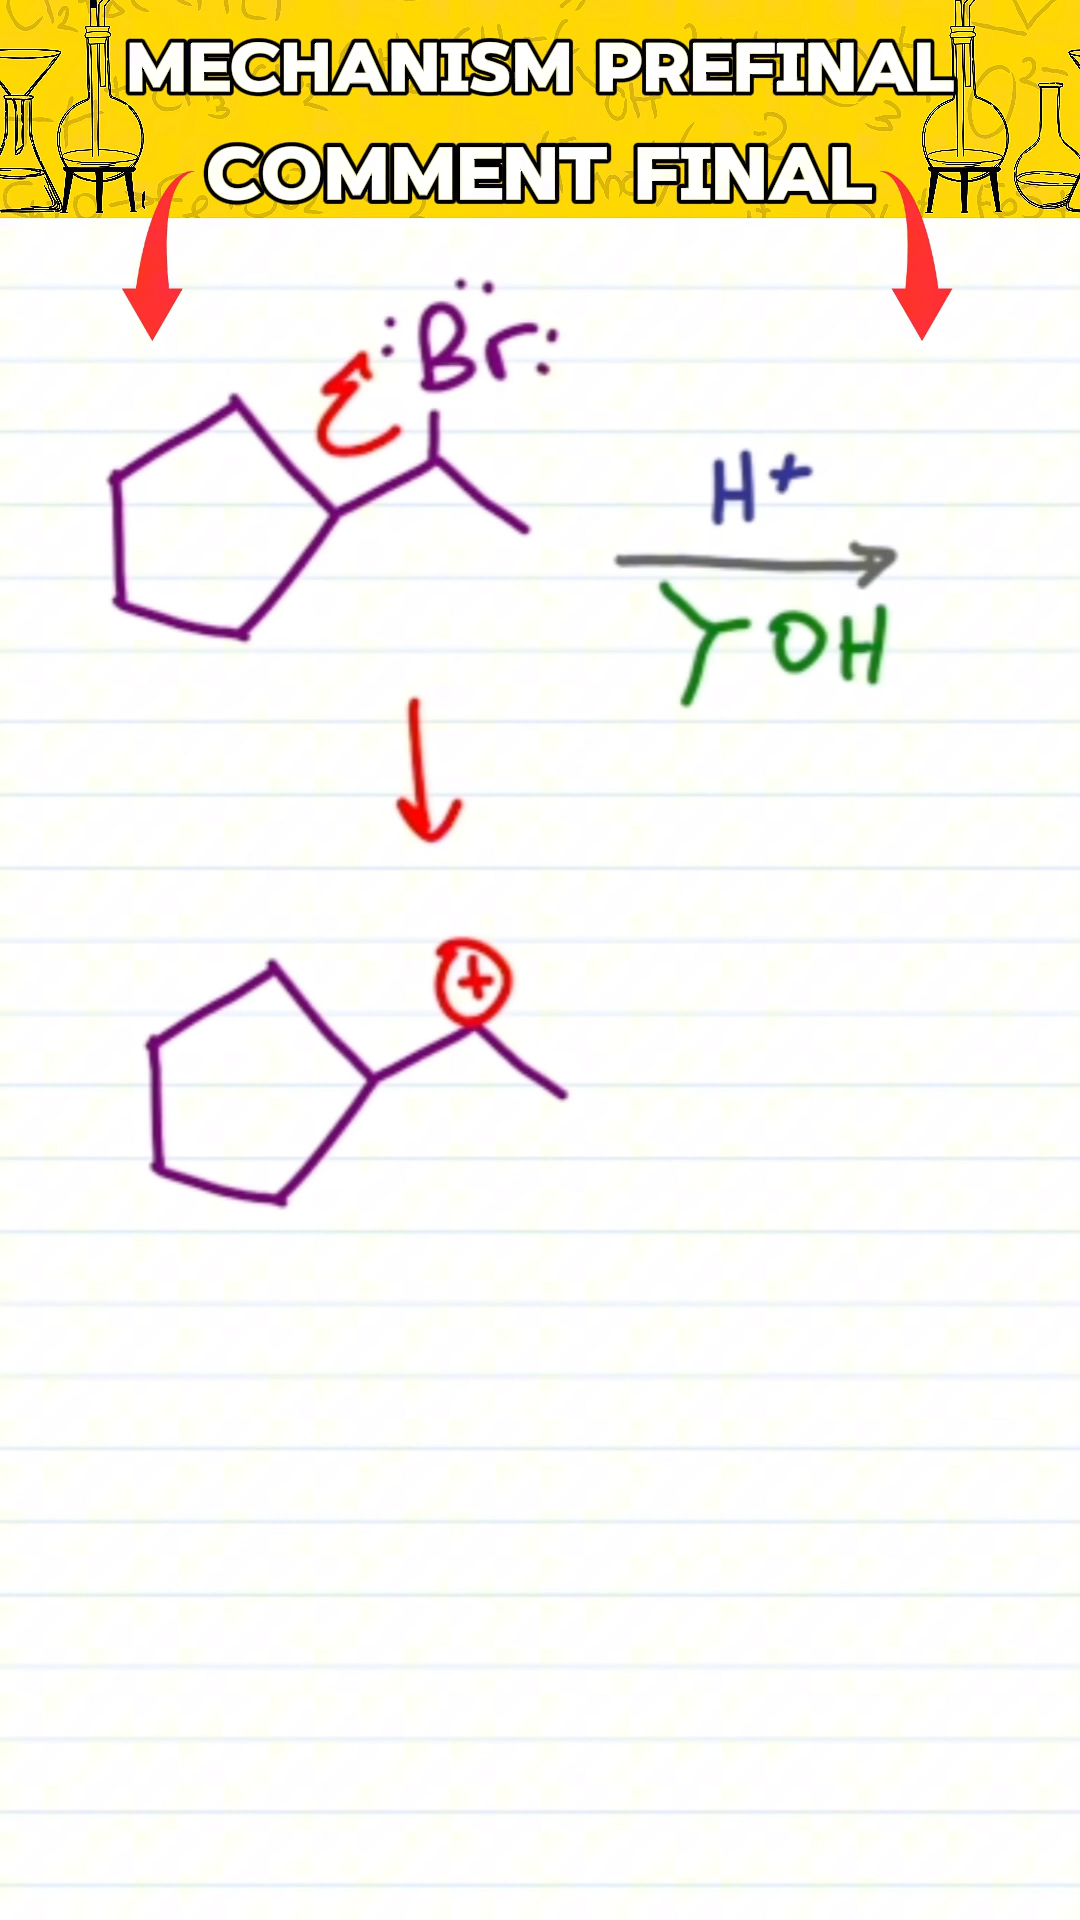 MECHANISM PREFINAL
COMMENT FINAL
:Br:
H+
OH
+